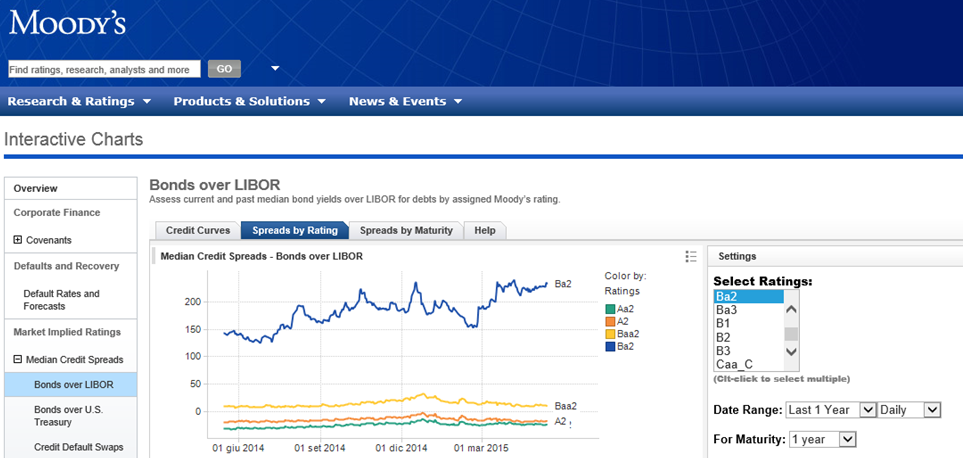 MOODY'S
Find ratings, research, analysts and more
GO
Research & Ratings
Products & Solutions
News & Events
Interactive Charts
Overview
Corporate Finance
Covenants
Defaults and Recovery
Default Rates and
Forecasts
Market Implied Ratings
Median Credit Spreads
Bonds over LIBOR
Bonds over U.S.
Treasury
Credit Default Swaps
Bonds over LIBOR
Assess current and past median bond yields over LIBOR for debts by assigned Moody's rating.
Credit Curves
Spreads by Rating
Spreads by Maturity
Help
Median Credit Spreads - Bonds over LIBOR
200
150
100
50
0
01 giu 2014
01 set 2014
01 dic 2014
01 mar 2015
Ba2
Baa2
A2
Color by:
Ratings
Aa2
A2
Baa2
Ba2
Settings
Select Ratings:
Ba2
Ba3
B1
B2
B3
Caa_C
(Clt-click to select multiple)
Date Range: Last 1 Year Daily
For Maturity: 1 year